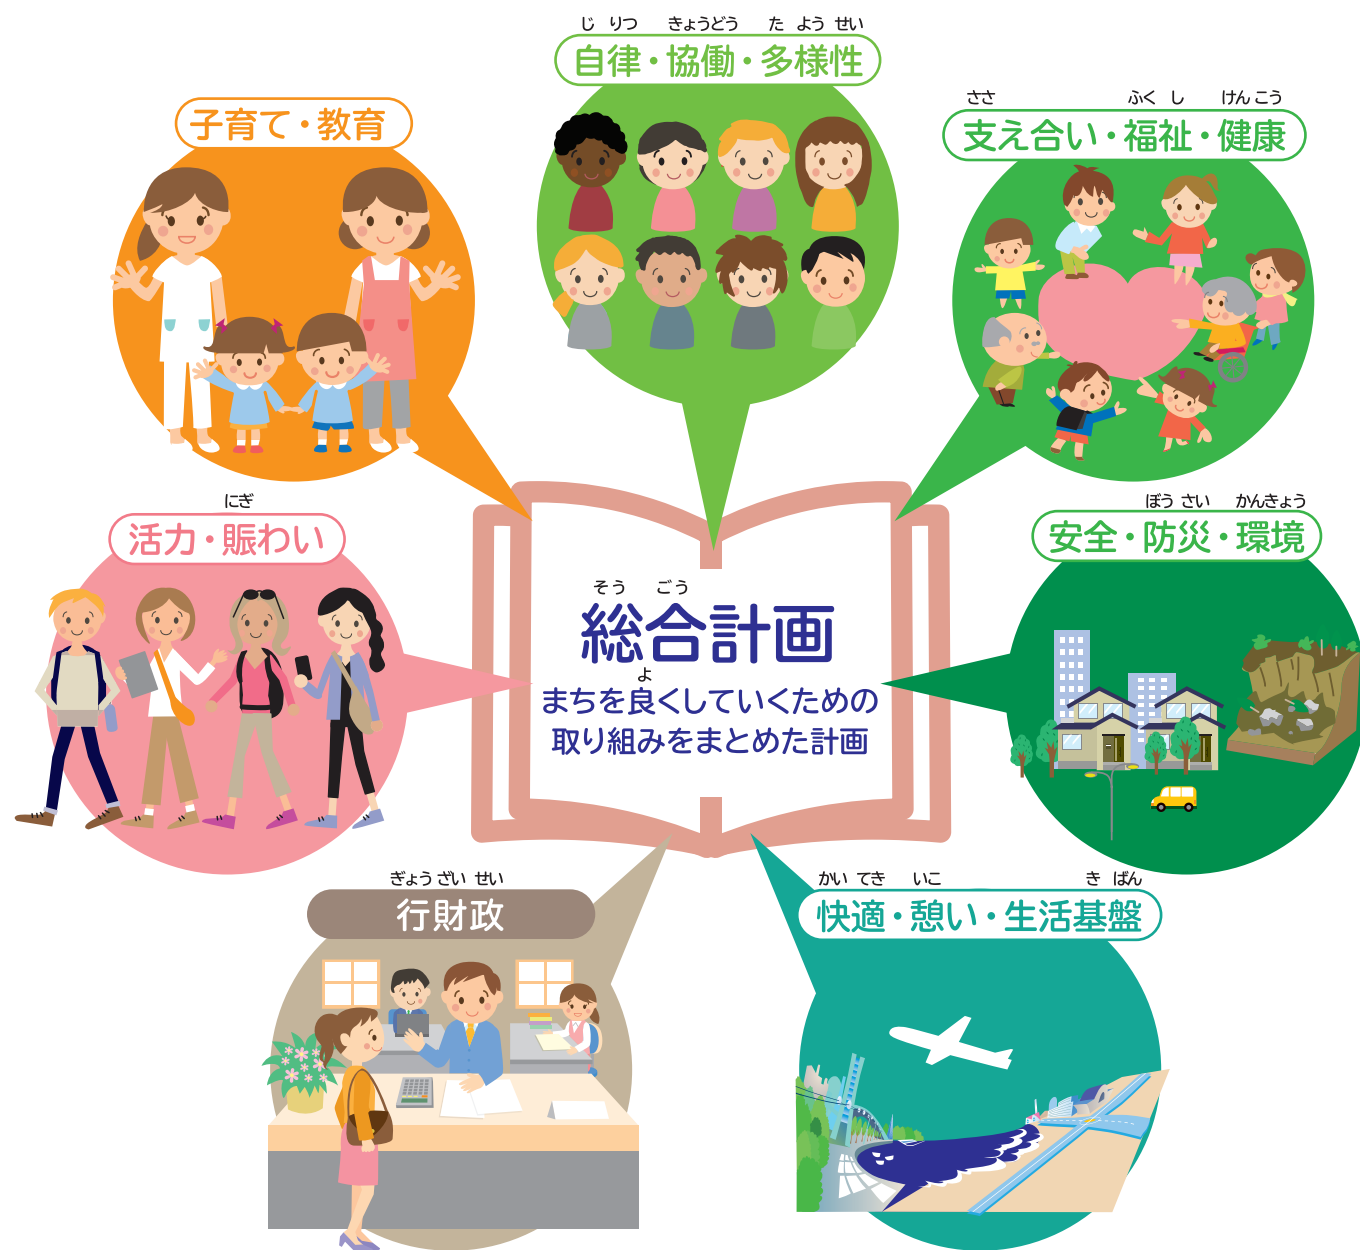 じ りつ きょうどう た よう せい
自律・協働・多様性
子育て・教育
ささ ふく し けん こう
支え合い・福祉・健康
にぎ
活力・賑わい
ぼう さい かんきょう
安全・防災・環境
そう ごう
総合計画
よ
まちを良くしていくための
取り組みをまとめた計画
ぎょう ざい せい
行財政
かい てき いこ き ばん
快適・憩い・生活基盤